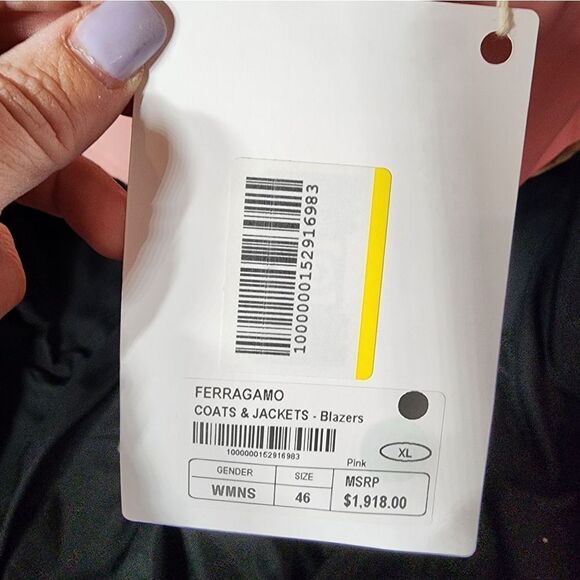 1000000152916983
FERRAGAMO
COATS & JACKETS - Blazers
1000000152916983
Pink
XL
GENDER
SIZE
MSRP
WMNS
46
$1,918.00